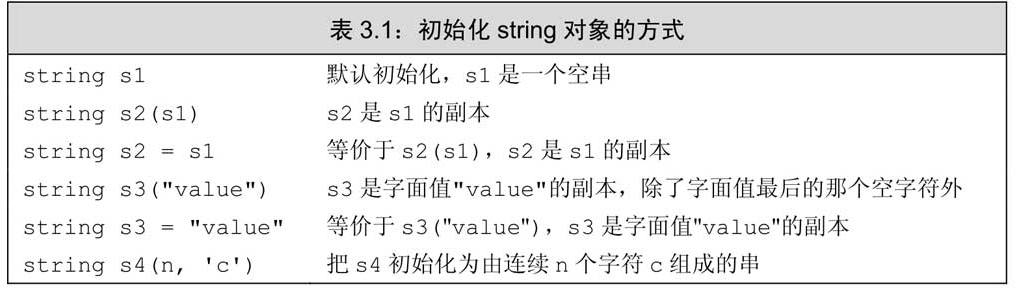 表 3.1：初始化 string 对象的方式
string s1 默认初始化，s1 是一个空串
string s2(s1) s2 是 s1 的副本
string s2 = s1 等价于 s2(s1)，s2 是 s1 的副本
string s3("value") s3 是字面值"value"的副本，除了字面值最后的那个空字符外
string s3 = "value" 等价于 s3("value")，s3 是字面值"value"的副本
string s4(n, 'c') 把 s4 初始化为由连续 n 个字符 c 组成的串